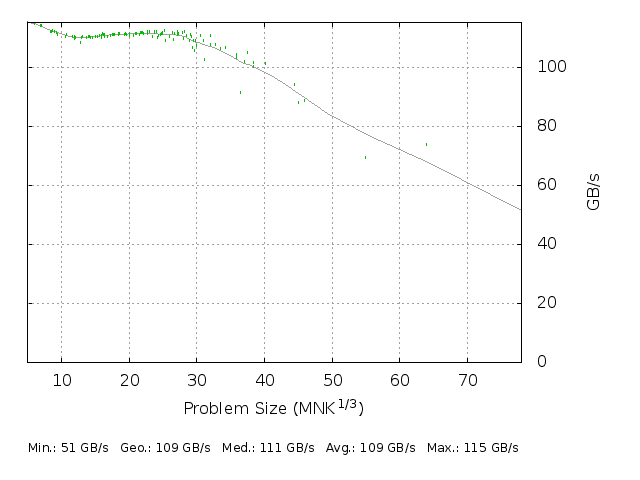 100
80
60
40
20
0
GB/s
10 20 30 40 50 60 70
Problem Size (MNK^1/3)
Min.: 51 GB/s Geo.: 109 GB/s Med.: 111 GB/s Avg.: 109 GB/s Max.: 115 GB/s